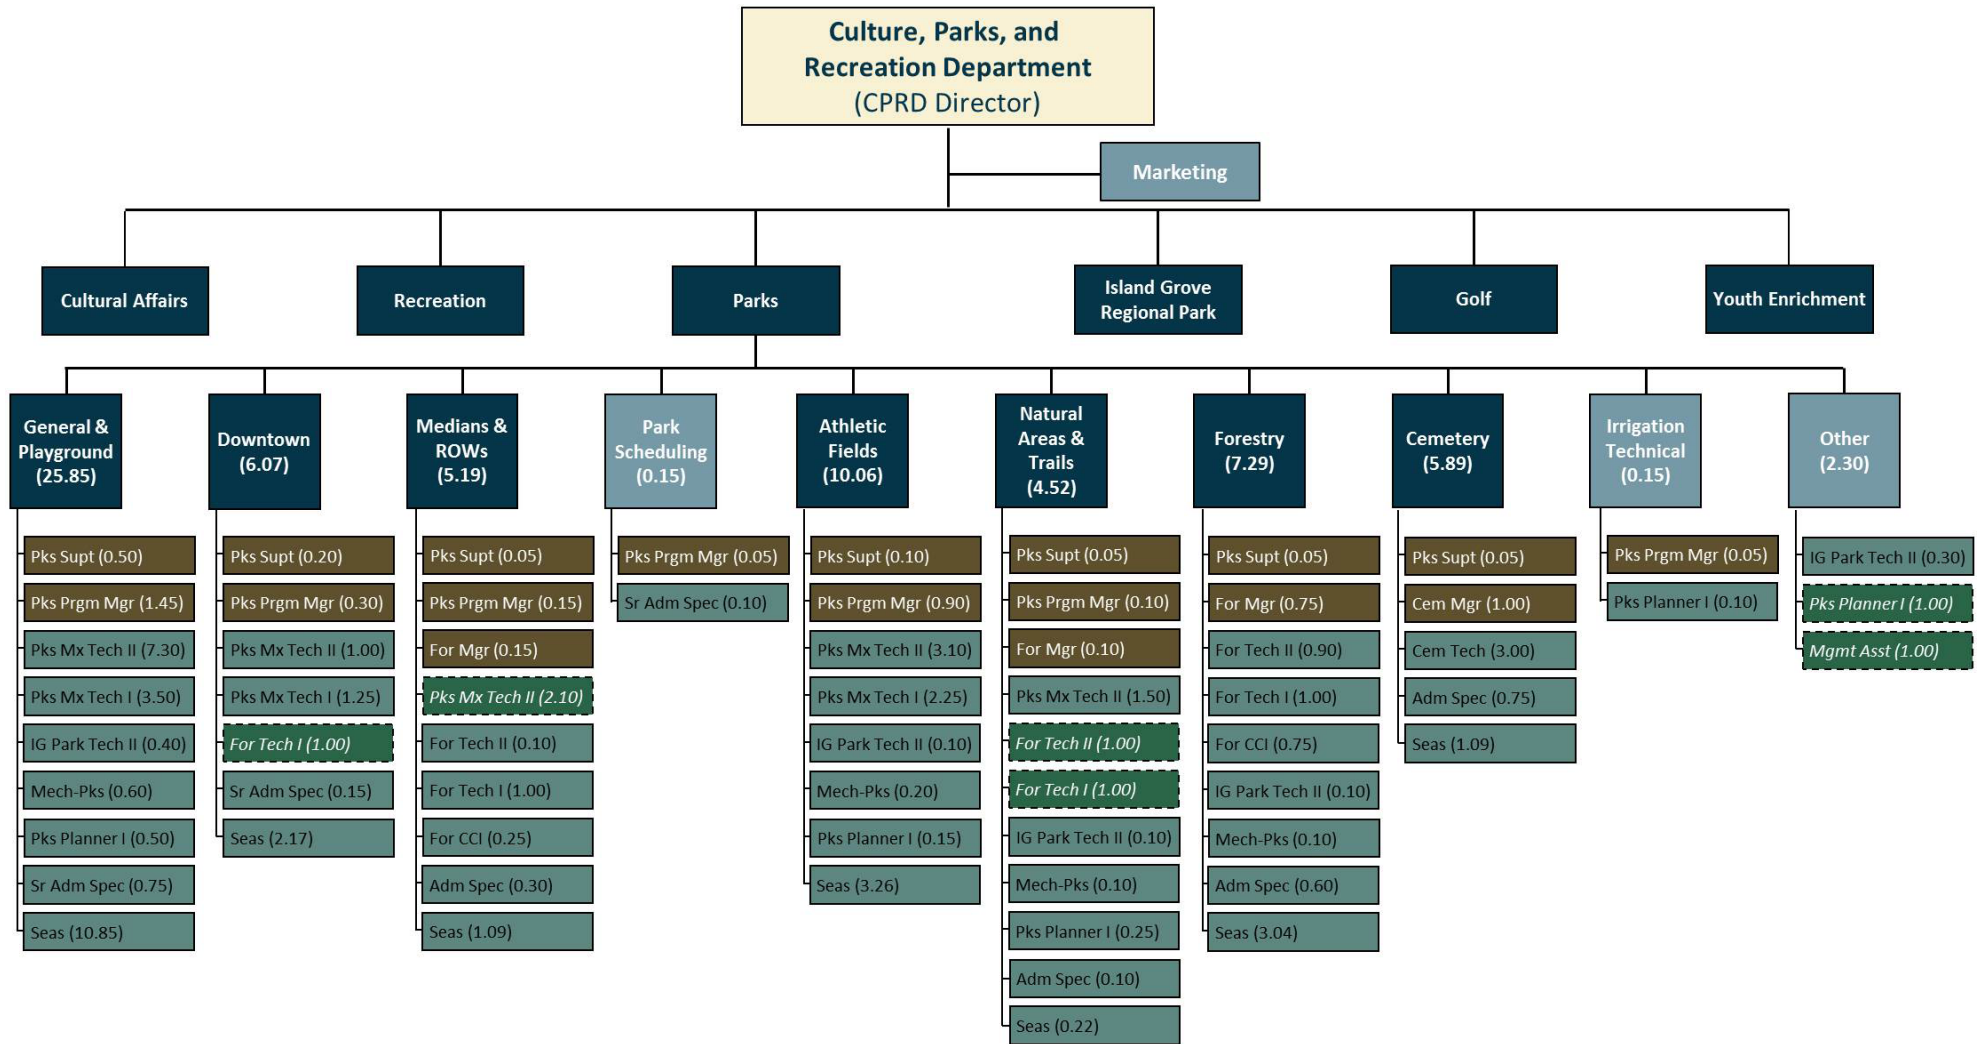 Culture, Parks, and
Recreation Department
(CPRD Director)
Marketing
Cultural Affairs
Recreation
Parks
Island Grove
Regional Park
Golf
Youth Enrichment
General &
Playground
(25.85)
Downtown
(6.07)
Medians &
ROWs
(5.19)
Park
Scheduling
(0.15)
Athletic
Fields
(10.06)
Natural
Areas &
Trails
(4.52)
Forestry
(7.29)
Cemetery
(5.89)
Irrigation
Technical
(0.15)
Other
(2.30)
Pks Supt (0.50)
Pks Prgm Mgr (1.45)
Pks Mx Tech II (7.30)
Pks Mx Tech I (3.50)
IG Park Tech II (0.40)
Mech-Pks (0.60)
Pks Planner I (0.50)
Sr Adm Spec (0.75)
Seas (10.85)
Pks Supt (0.20)
Pks Prgm Mgr (0.30)
Pks Mx Tech II (1.00)
Pks Mx Tech I (1.25)
For Tech I (1.00)
Sr Adm Spec (0.15)
Seas (2.17)
Pks Supt (0.05)
Pks Prgm Mgr (0.15)
For Mgr (0.15)
Pks Mx Tech II (2.10)
For Tech II (0.10)
For Tech I (1.00)
For CCI (0.25)
Adm Spec (0.30)
Seas (1.09)
Pks Prgm Mgr (0.05)
Sr Adm Spec (0.10)
Pks Supt (0.10)
Pks Prgm Mgr (0.90)
Pks Mx Tech II (3.10)
Pks Mx Tech I (2.25)
IG Park Tech II (0.10)
Mech-Pks (0.20)
Pks Planner I (0.15)
Seas (3.26)
Pks Supt (0.05)
Pks Prgm Mgr (0.10)
For Mgr (0.10)
Pks Mx Tech II (1.50)
For Tech II (1.00)
For Tech I (1.00)
IG Park Tech II (0.10)
Mech-Pks (0.10)
Pks Planner I (0.25)
Adm Spec (0.10)
Seas (0.22)
Pks Supt (0.05)
For Mgr (0.75)
For Tech II (0.90)
For Tech I (1.00)
For CCI (0.75)
IG Park Tech II (0.10)
Mech-Pks (0.10)
Adm Spec (0.60)
Seas (3.04)
Pks Supt (0.05)
Cem Mgr (1.00)
Cem Tech (3.00)
Adm Spec (0.75)
Seas (1.09)
Pks Prgm Mgr (0.05)
Pks Planner I (0.10)
IG Park Tech II (0.30)
Pks Planner I (1.00)
Mgmt Asst (1.00)